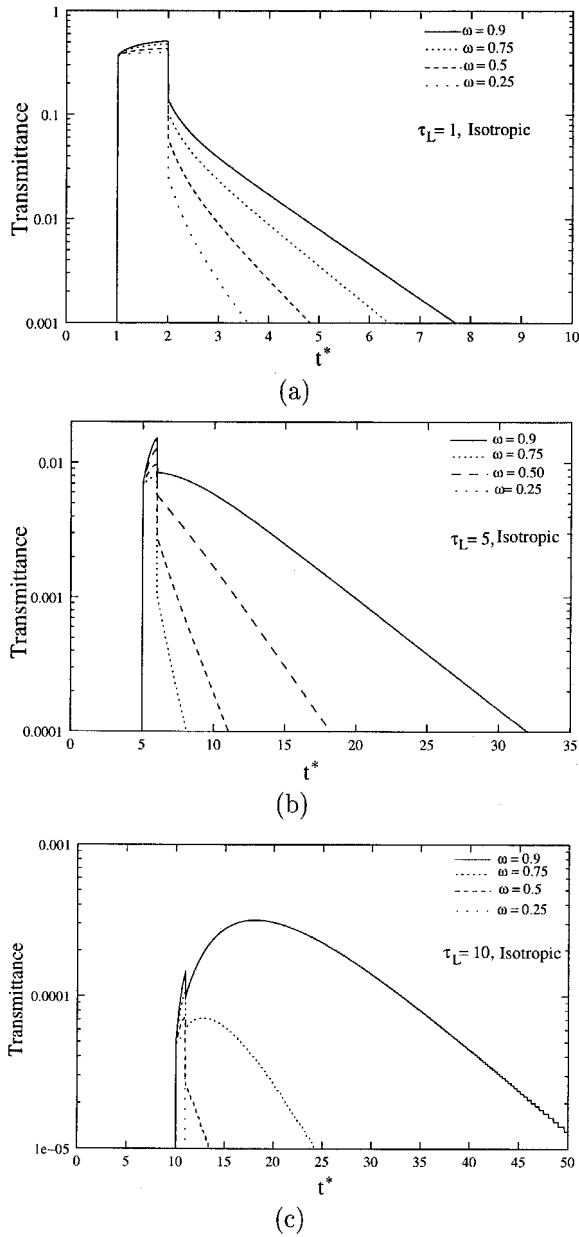 1
ω = 0.9
ω = 0.75
ω = 0.5
ω = 0.25
0.1
τL= 1, Isotropic
Transmittance
0.01
0.001
0 1 2 3 4 5 6 7 8 9 10
t*
(a)
ω = 0.9
ω = 0.75
ω = 0.50
ω = 0.25
0.01
τL= 5, Isotropic
Transmittance
0.001
0.0001
0 5 10 15 20 25 30 35
t*
(b)
0.001
ω = 0.9
ω = 0.75
ω = 0.5
ω = 0.25
τL= 10, Isotropic
Transmittance
0.0001
1e-05
0 5 10 15 20 25 30 35 40 45 50
t*
(c)